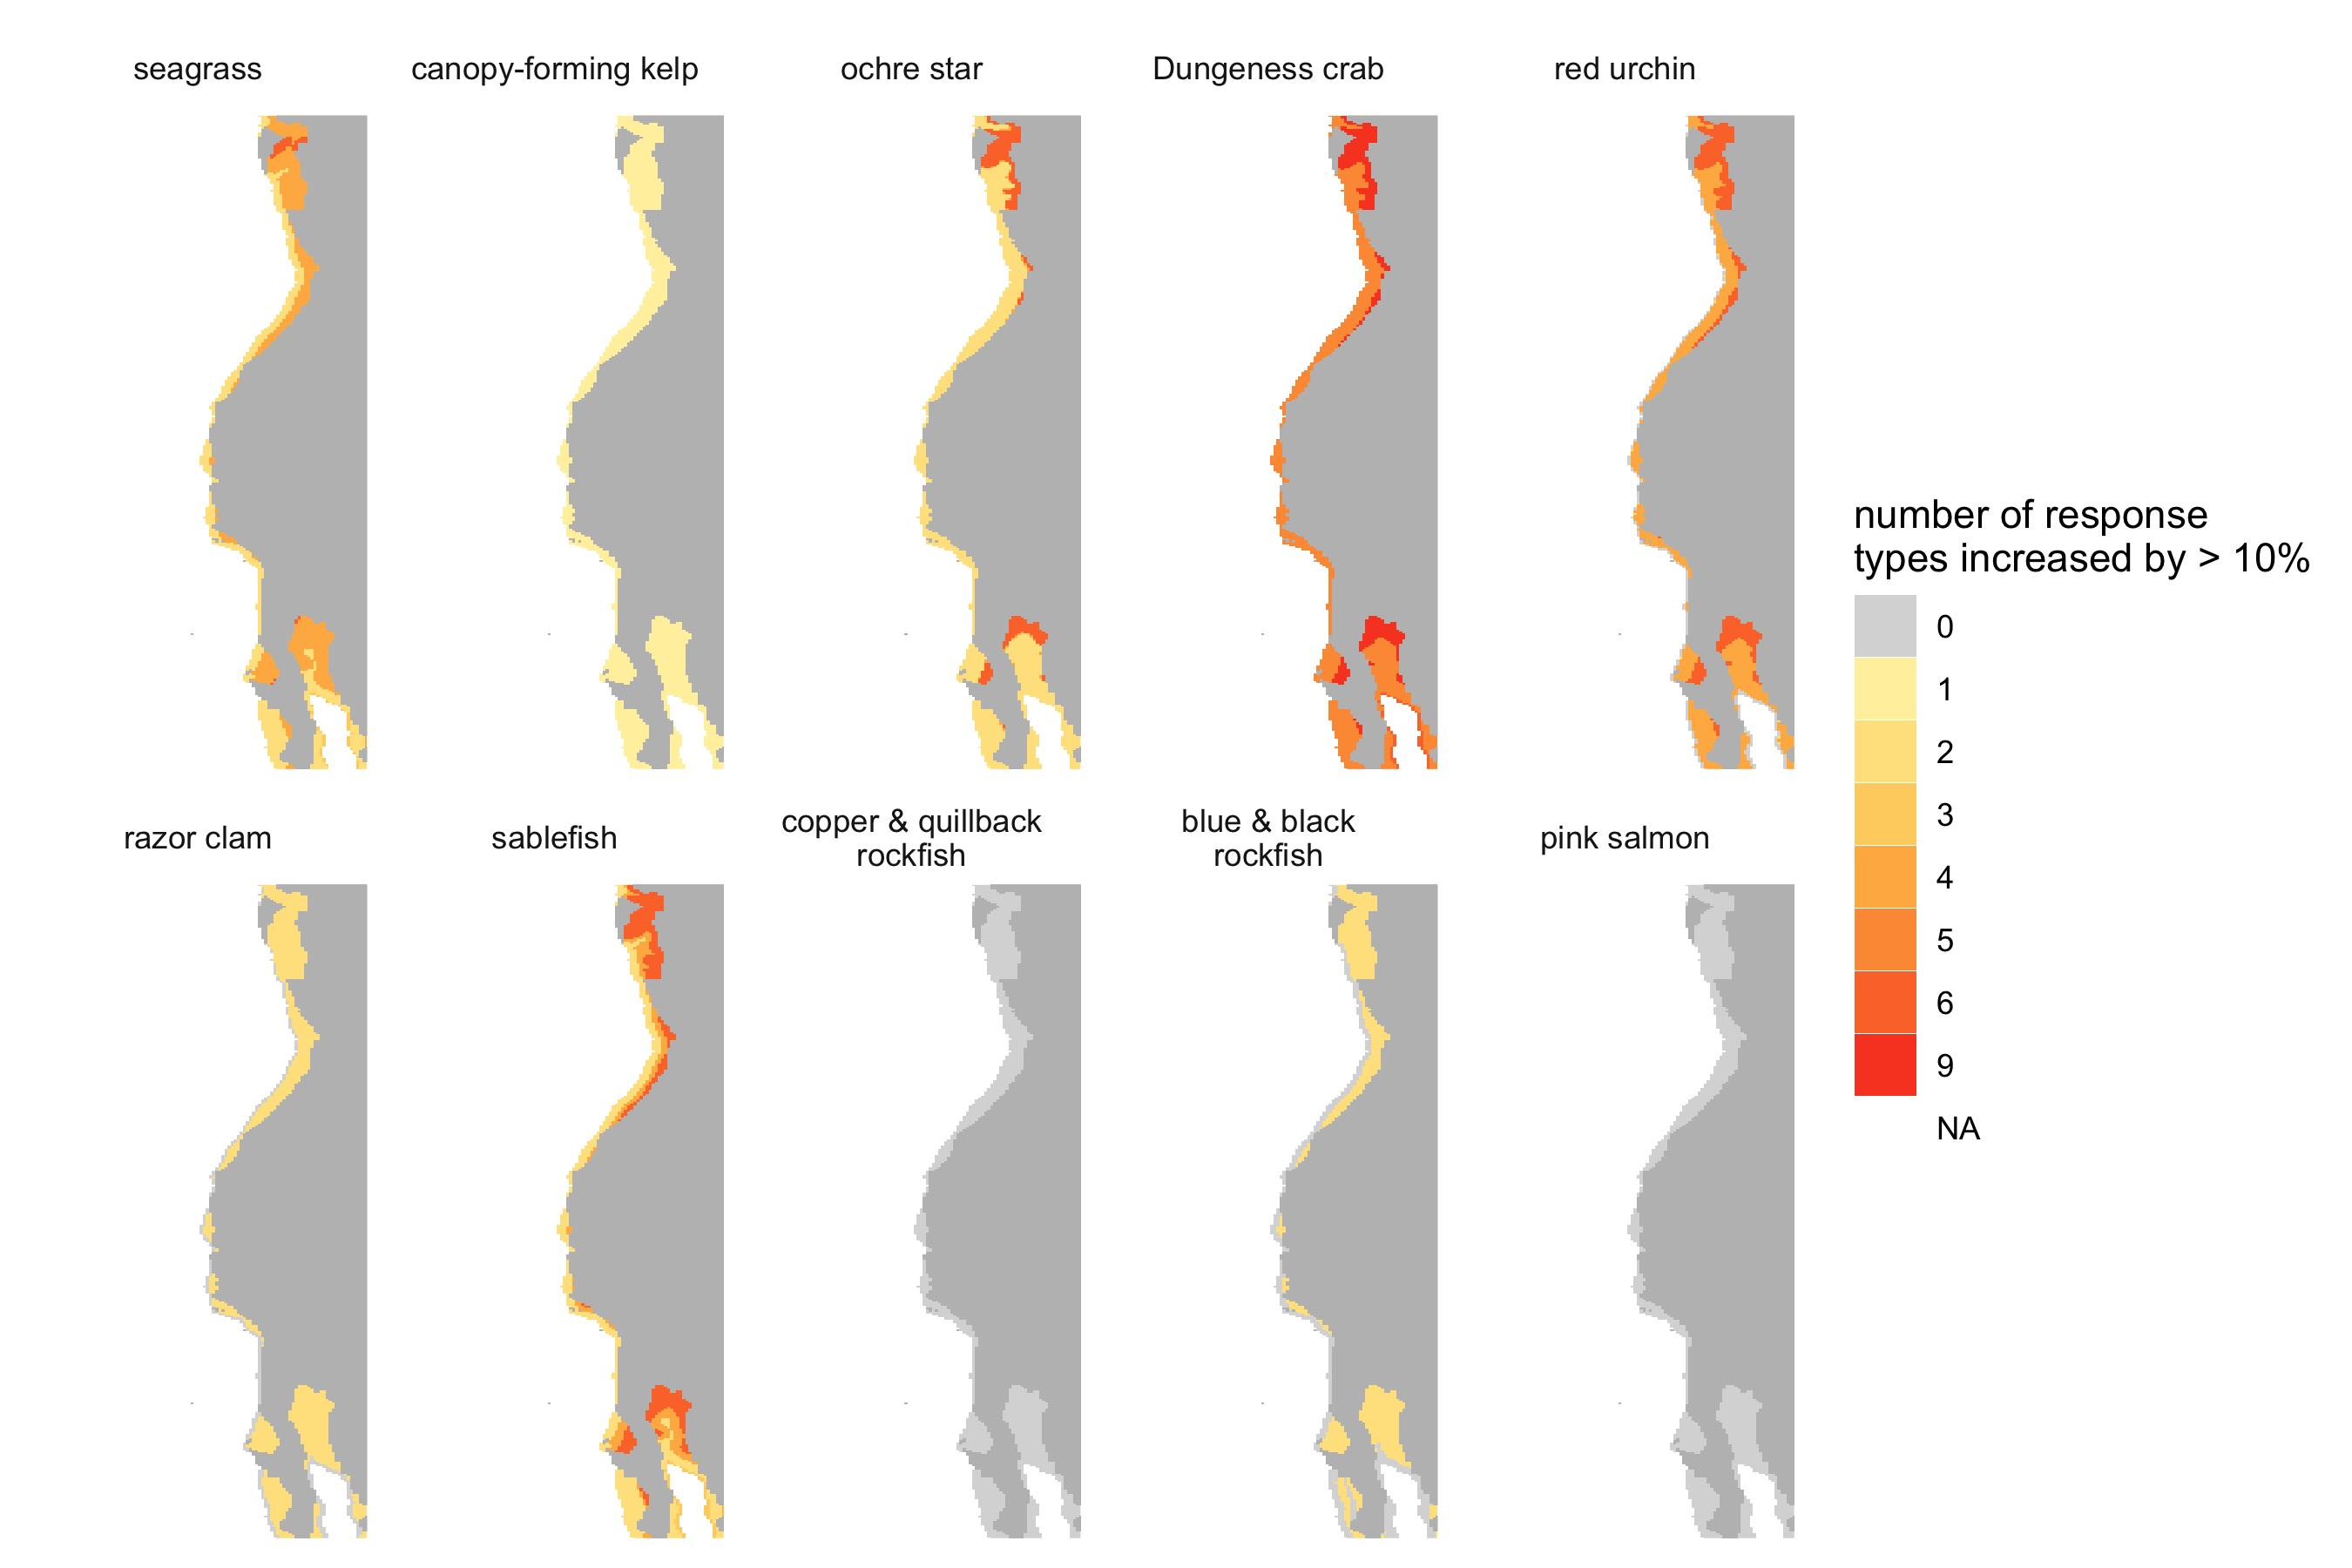 seagrass
canopy-forming kelp
ochre star
Dungeness crab
red urchin
number of response
types increased by > 10%
0
1
2
3
4
5
6
9
NA
razor clam
sablefish
copper & quillback
rockfish
blue & black
rockfish
pink salmon